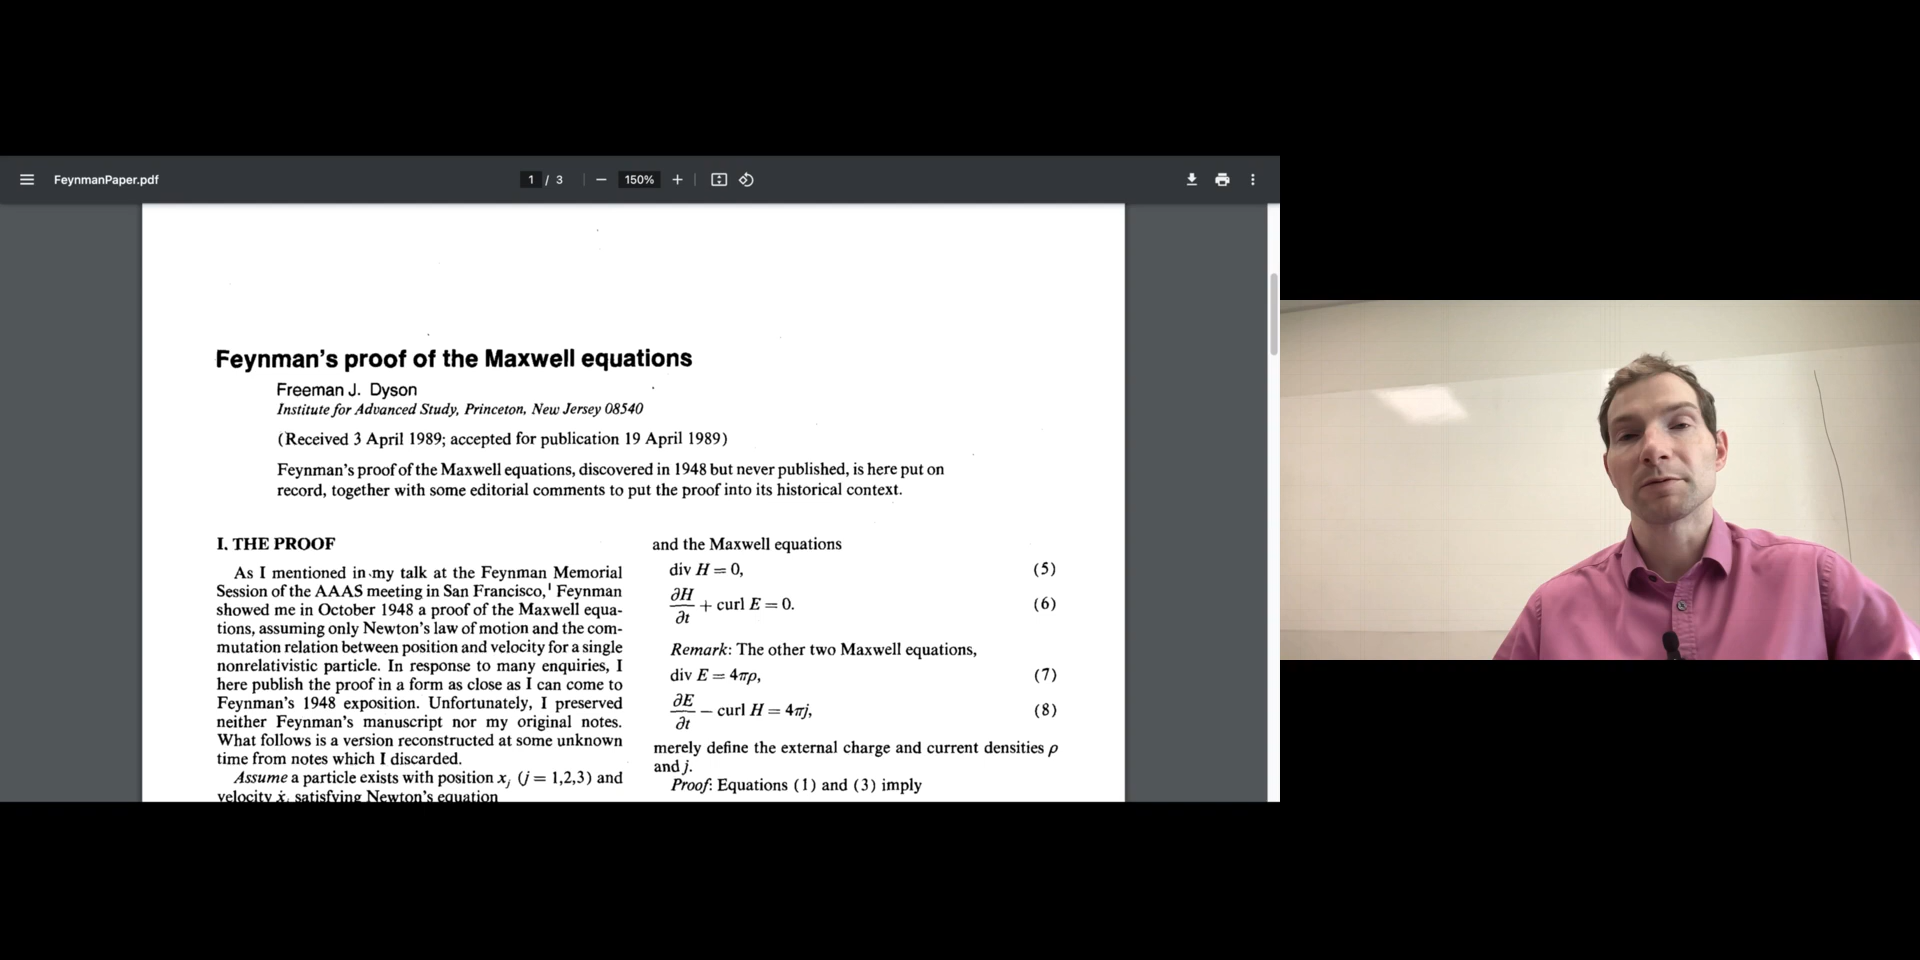 FeynmanPaper.pdf
1 / 3
150%
Feynman's proof of the Maxwell equations
Freeman J. Dyson
Institute for Advanced Study, Princeton, New Jersey 08540
(Received 3 April 1989; accepted for publication 19 April 1989)
Feynman's proof of the Maxwell equations, discovered in 1948 but never published, is here put on
record, together with some editorial comments to put the proof into its historical context.
I. THE PROOF
As I mentioned in my talk at the Feynman Memorial
Session of the AAAS meeting in San Francisco,¹ Feynman
showed me in October 1948 a proof of the Maxwell equa-
tions, assuming only Newton's law of motion and the com-
mutation relation between position and velocity for a single
nonrelativistic particle. In response to many enquiries, I
here publish the proof in a form as close as I can come to
Feynman's 1948 exposition. Unfortunately, I preserved
neither Feynman's manuscript nor my original notes.
What follows is a version reconstructed at some unknown
time from notes which I discarded.
Assume a particle exists with position xⱼ (j = 1,2,3) and
velocity ẋⱼ satisfying Newton's equation
and the Maxwell equations
div H = 0, (5)
∂H/∂t + curl E = 0. (6)
Remark: The other two Maxwell equations,
div E = 4πρ, (7)
∂E/∂t − curl H = 4πj, (8)
merely define the external charge and current densities ρ
and j.
Proof: Equations (1) and (3) imply